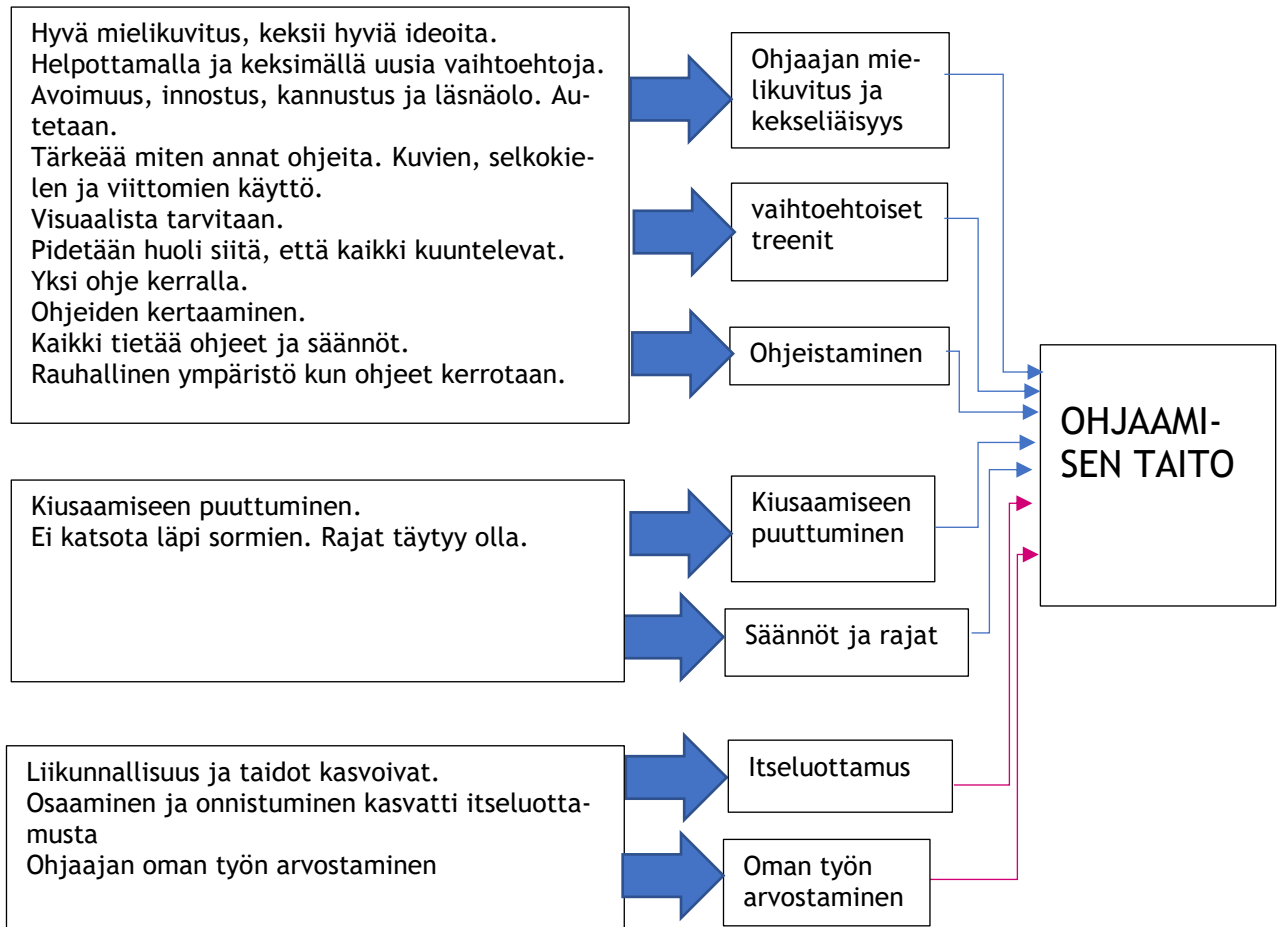 Hyvä mielikuvitus, keksii hyviä ideoita.
Helpottamalla ja keksimällä uusia vaihtoehtoja.
Avoimuus, innostus, kannustus ja läsnäolo. Au-
tetaan.
Tärkeää miten annat ohjeita. Kuvien, selkokie-
len ja viittomien käyttö.
Visuaalista tarvitaan.
Pidetään huoli siitä, että kaikki kuuntelevat.
Yksi ohje kerralla.
Ohjeiden kertaaminen.
Kaikki tietää ohjeet ja säännöt.
Rauhallinen ympäristö kun ohjeet kerrotaan.
Ohjaajan mie-
likuvitus ja
kekseliäisyys
vaihtoehtoiset
treenit
Ohjeistaminen
Kiusaamiseen puuttuminen.
Ei katsota läpi sormien. Rajat täytyy olla.
Kiusaamiseen
puuttuminen
Säännöt ja rajat
Liikunnallisuus ja taidot kasvoivat.
Osaaminen ja onnistuminen kasvatti itseluotta-
musta
Ohjaajan oman työn arvostaminen
Itseluottamus
Oman työn
arvostaminen
OHJAAMI-
SEN TAITO